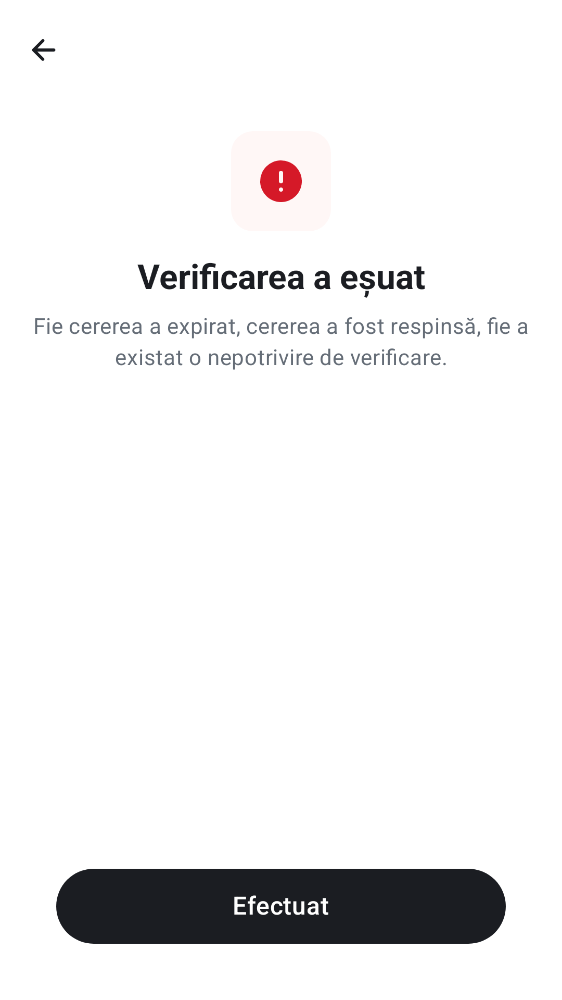 Verificarea a eșuat
Fie cererea a expirat, cererea a fost respinsă, fie a
existat o nepotrivire de verificare.
Efectuat